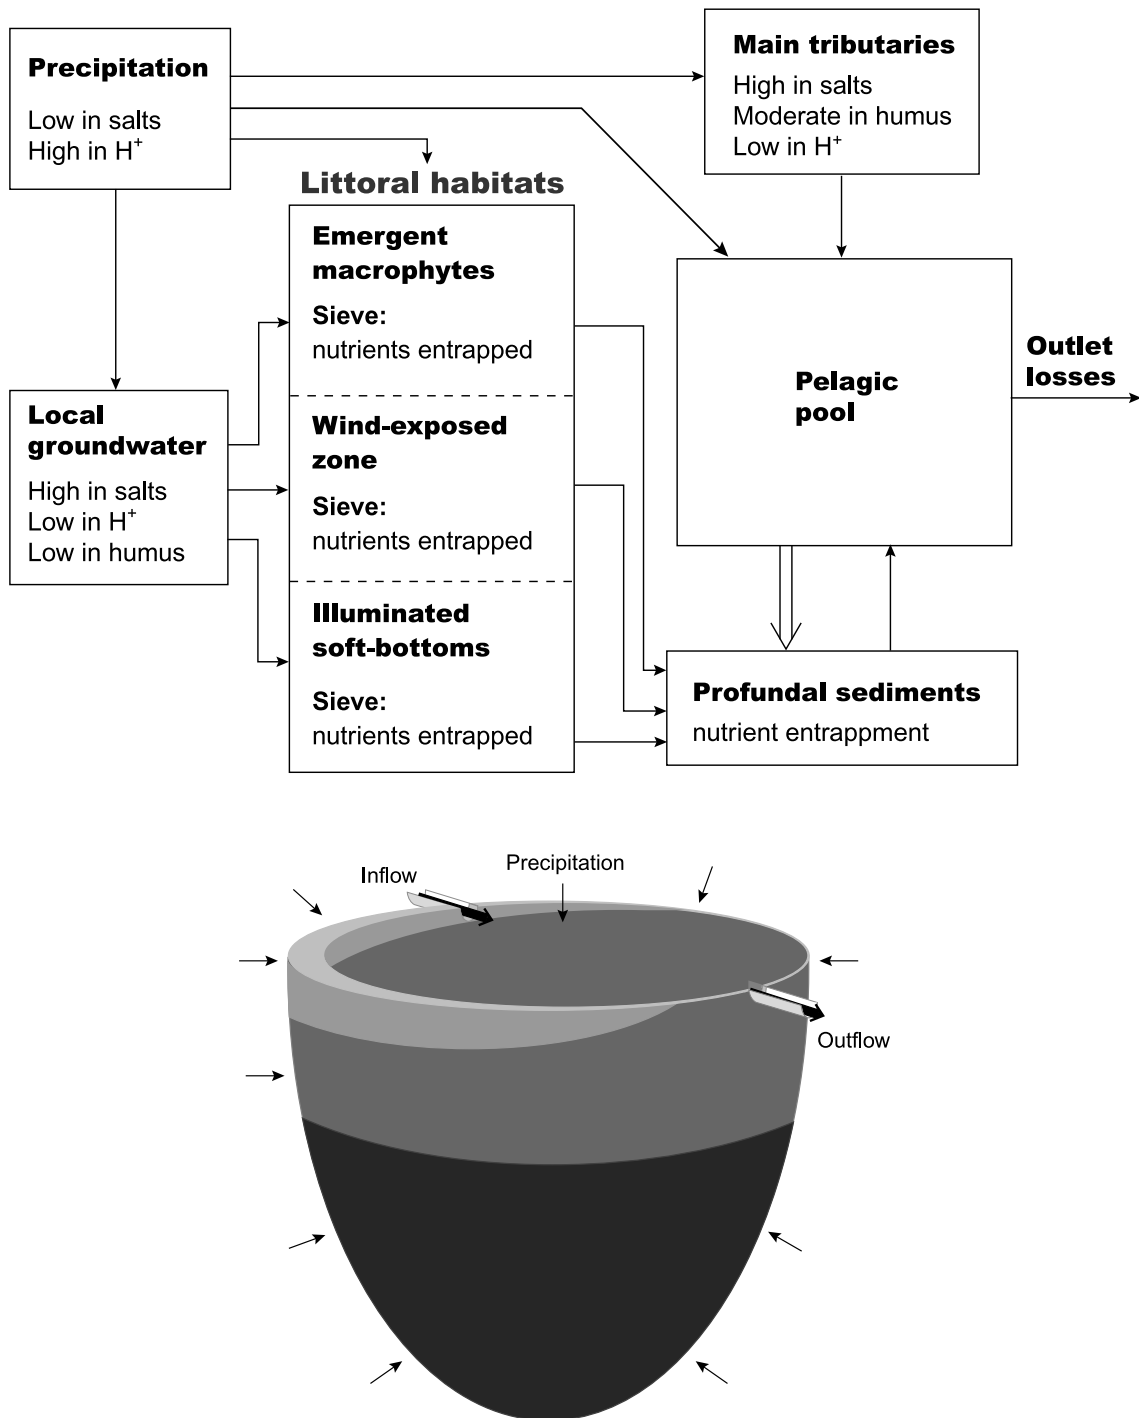 Precipitation
Low in salts
High in H⁺
Main tributaries
High in salts
Moderate in humus
Low in H⁺
Littoral habitats
Emergent
macrophytes
Sieve:
nutrients entrapped
Wind-exposed
zone
Sieve:
nutrients entrapped
Illuminated
soft-bottoms
Sieve:
nutrients entrapped
Local
groundwater
High in salts
Low in H⁺
Low in humus
Pelagic
pool
Outlet
losses
Profundal sediments
nutrient entrappment
Precipitation
Inflow
Outflow